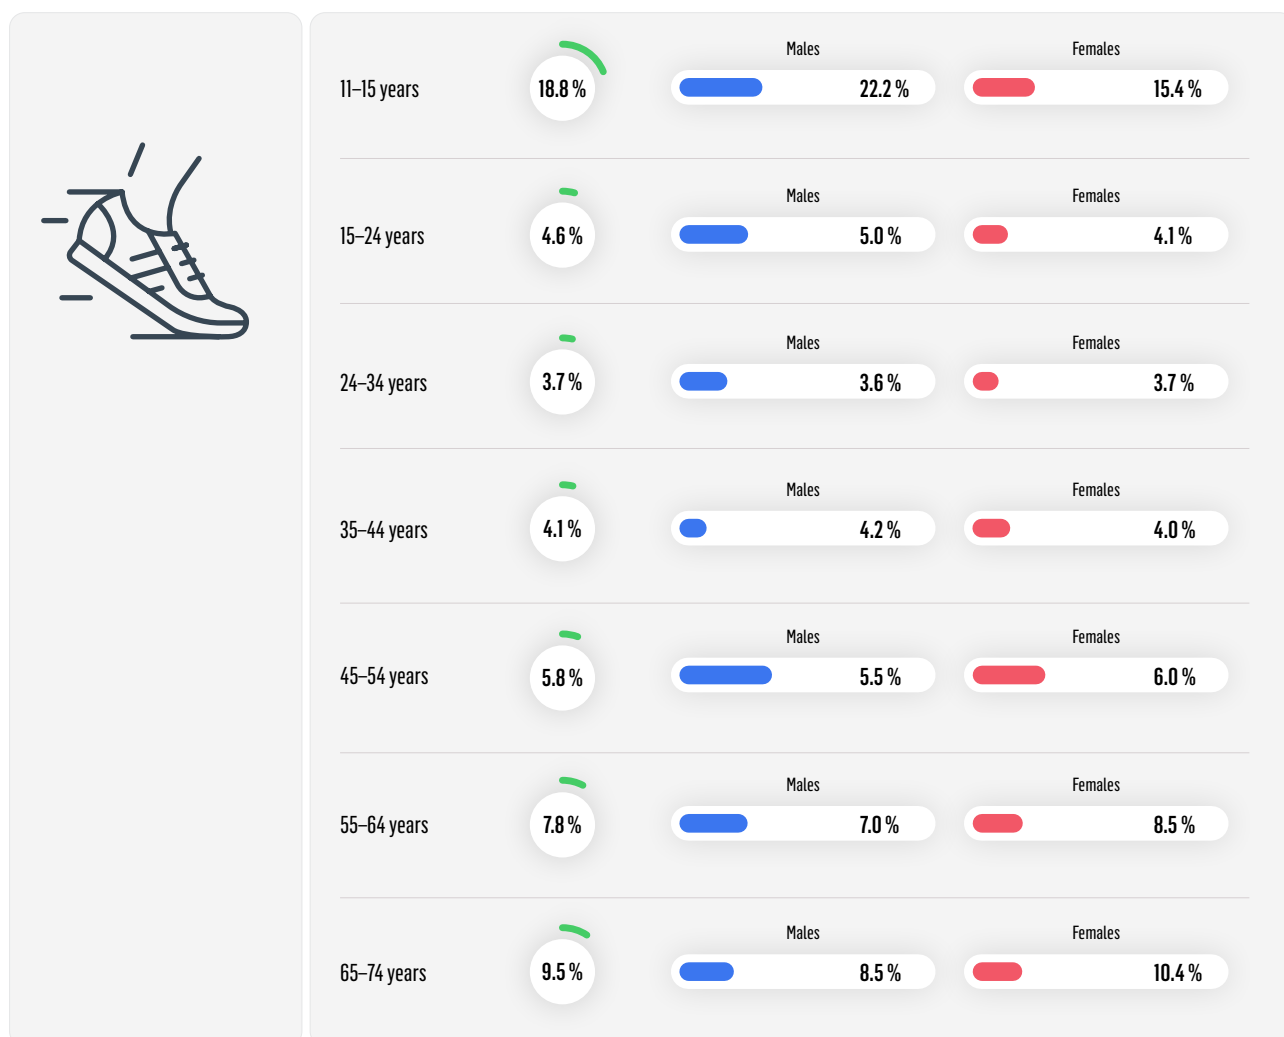 Males Females
11–15 years 18.8 % 22.2 % 15.4 %
Males Females
15–24 years 4.6 % 5.0 % 4.1 %
Males Females
24–34 years 3.7 % 3.6 % 3.7 %
Males Females
35–44 years 4.1 % 4.2 % 4.0 %
Males Females
45–54 years 5.8 % 5.5 % 6.0 %
Males Females
55–64 years 7.8 % 7.0 % 8.5 %
Males Females
65–74 years 9.5 % 8.5 % 10.4 %